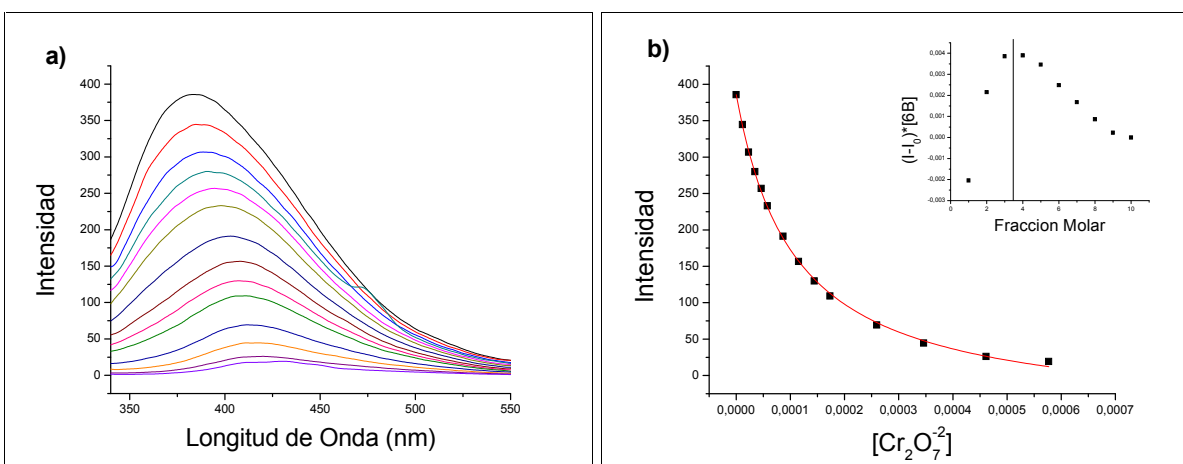 a)
400
350
300
250
200
150
100
50
0
Intensidad
350 400 450 500 550
Longitud de Onda (nm)
b)
400
350
300
250
200
150
100
50
0
Intensidad
0,0000 0,0001 0,0002 0,0003 0,0004 0,0005 0,0006 0,0007
[Cr2O7-2]
0,004
0,003
0,002
0,001
0,000
-0,001
-0,002
-0,003
(I-I0)*[6B]
0 2 4 6 8 10
Fraccion Molar